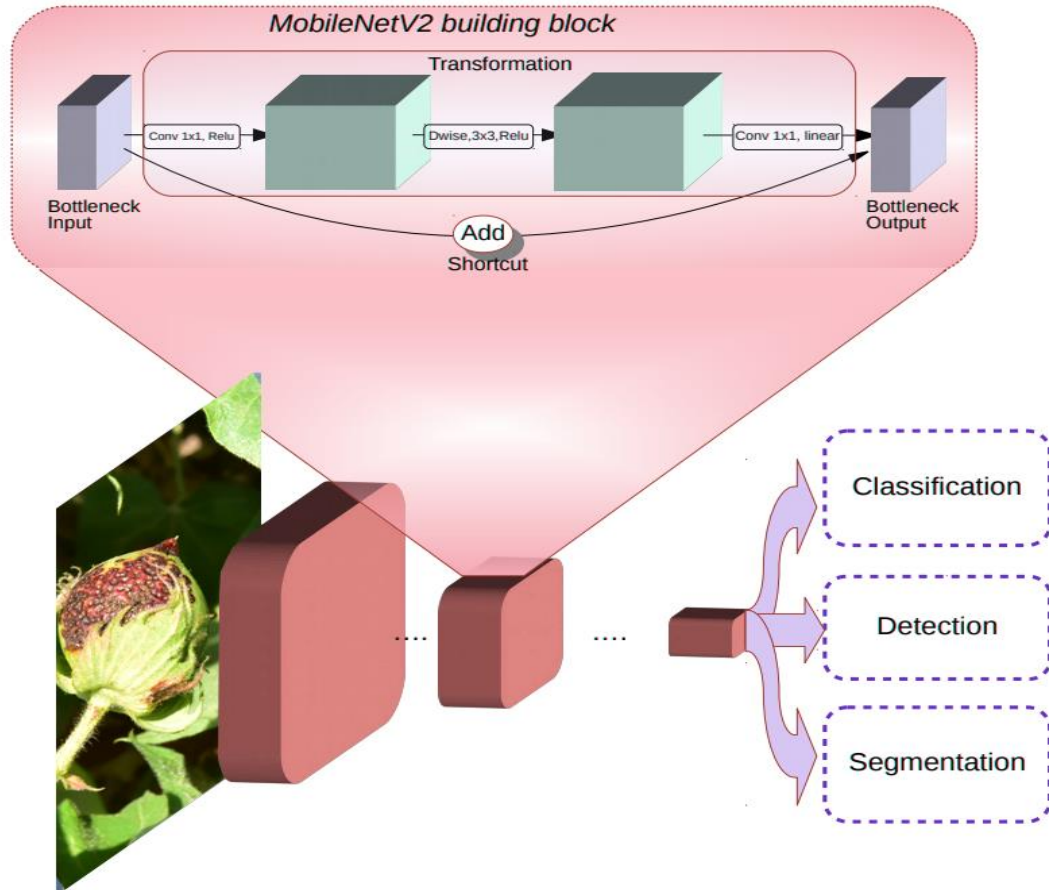 MobileNetV2 building block
Transformation
Conv 1x1, Relu
Dwise,3x3,Relu
Conv 1x1, linear
Bottleneck
Input
Bottleneck
Output
Add
Shortcut
Classification
....
....
Detection
Segmentation